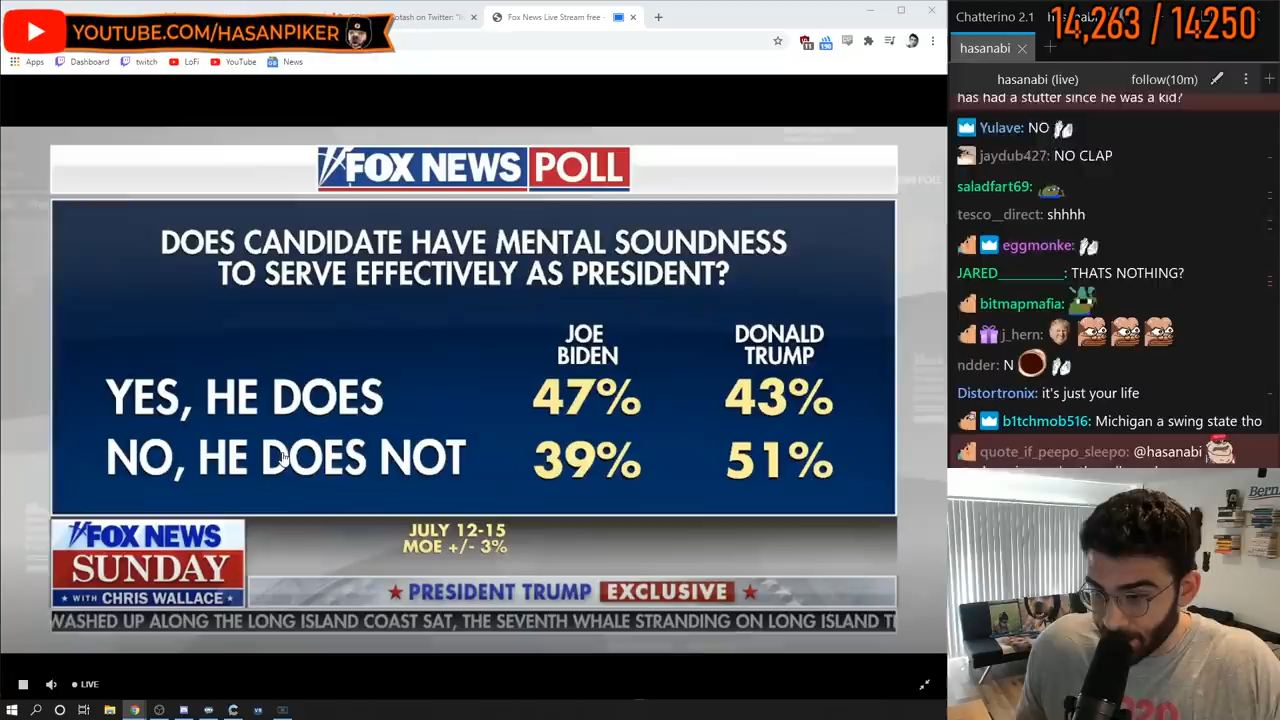 YOUTUBE.COM/HASANPIKER
otash on Twitter: "I
Fox News Live Stream free -
Chatterino 2.1
14,263 / 14250
hasanabi
Apps
Dashboard
twitch
LoFi
YouTube
News
hasanabi (live)
follow(10m)
has had a stutter since he was a kid?
Yulave: NO
jaydub427: NO CLAP
saladfart69:
tesco__direct: shhhh
eggmonke:
JARED________: THATS NOTHING?
bitmapmafia:
j_hern:
ndder: N
Distortronix: it's just your life
b1tchmob516: Michigan a swing state tho
quote_if_peepo_sleepo: @hasanabi
FOX NEWS POLL
DOES CANDIDATE HAVE MENTAL SOUNDNESS
TO SERVE EFFECTIVELY AS PRESIDENT?
JOE
BIDEN
DONALD
TRUMP
YES, HE DOES 47% 43%
NO, HE DOES NOT 39% 51%
JULY 12-15
MOE +/- 3%
FOX NEWS
SUNDAY
WITH CHRIS WALLACE
PRESIDENT TRUMP EXCLUSIVE
WASHED UP ALONG THE LONG ISLAND COAST SAT, THE SEVENTH WHALE STRANDING ON LONG ISLAND T
LIVE
Bern